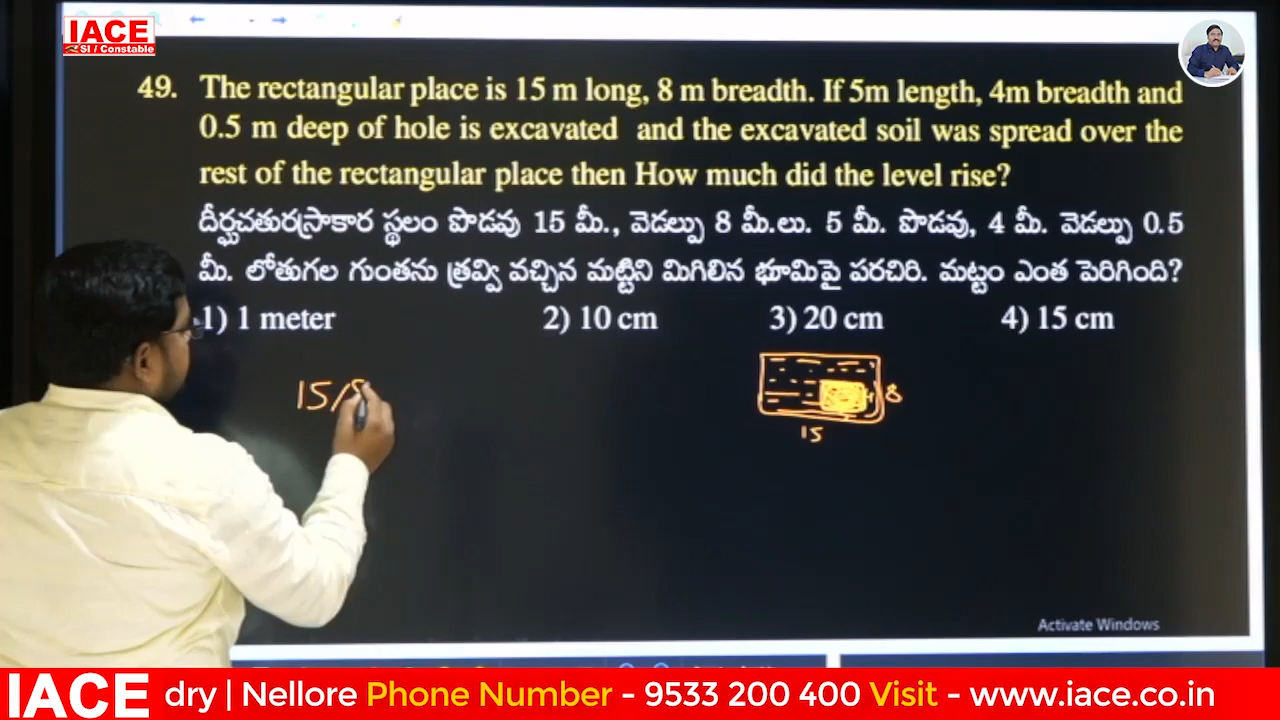 IACE
SI / Constable
49. The rectangular place is 15 m long, 8 m breadth. If 5m length, 4m breadth and
0.5 m deep of hole is excavated and the excavated soil was spread over the
rest of the rectangular place then How much did the level rise?
దీర్ఘచతురస్రాకార స్థలం పొడవు 15 మీ., వెడల్పు 8 మీ.లు. 5 మీ. పొడవు, 4 మీ. వెడల్పు 0.5
మీ. లోతుగల గుంతను త్రవ్వి వచ్చిన మట్టిని మిగిలిన భూమిపై పరచిరి. మట్టం ఎంత పెరిగింది?
1) 1 meter 2) 10 cm 3) 20 cm 4) 15 cm
15/8
8
15
Activate Windows
IACE dry | Nellore Phone Number - 9533 200 400 Visit - www.iace.co.in